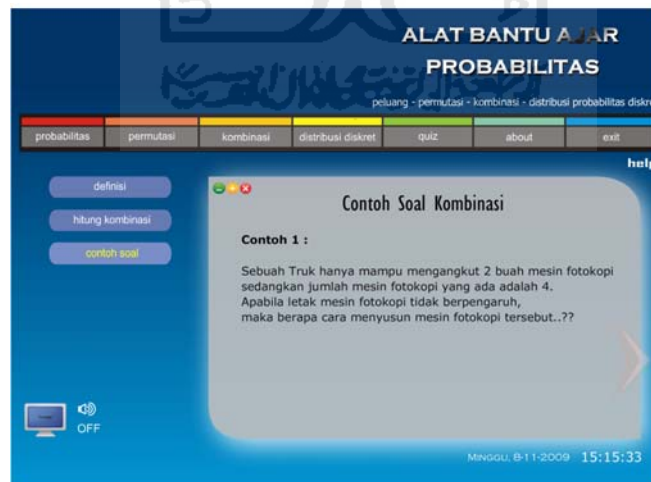 ALAT BANTU AJAR
PROBABILITAS
peluang - permutasi - kombinasi - distribusi probabilitas diskre
probabilitas permutasi kombinasi distribusi diskret quiz about exit
help
definisi
hitung kombinasi
contoh soal
Contoh Soal Kombinasi
Contoh 1 :
Sebuah Truk hanya mampu mengangkut 2 buah mesin fotokopi
sedangkan jumlah mesin fotokopi yang ada adalah 4.
Apabila letak mesin fotokopi tidak berpengaruh,
maka berapa cara menyusun mesin fotokopi tersebut..??
OFF
MINGGU, 8-11-2009 15:15:33